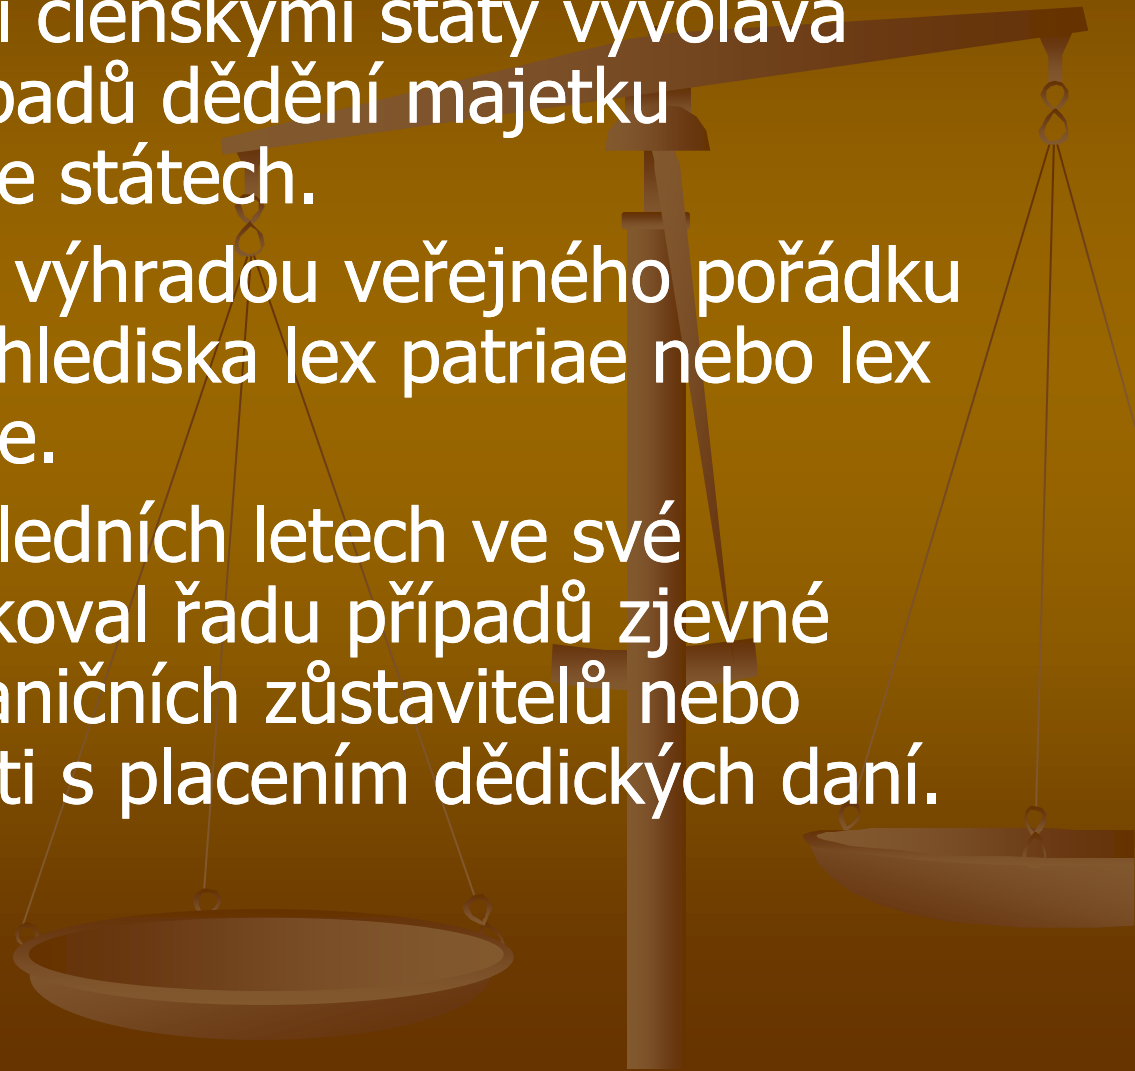 i členskými státy vyvolává
padů dědění majetku
e státech.
výhradou veřejného pořádku
hlediska lex patriae nebo lex
e.
ledních letech ve své
koval řadu případů zjevné
aničních zůstavitelů nebo
ti s placením dědických daní.